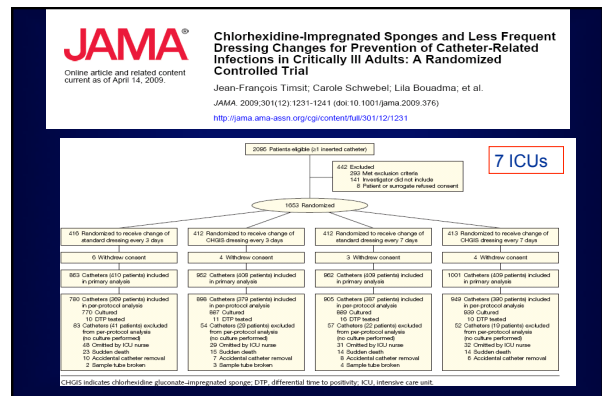 JAMA®
Online article and related content
current as of April 14, 2009.
Chlorhexidine-Impregnated Sponges and Less Frequent
Dressing Changes for Prevention of Catheter-Related
Infections in Critically Ill Adults: A Randomized
Controlled Trial
Jean-François Timsit; Carole Schwebel; Lila Bouadma; et al.
JAMA. 2009;301(12):1231-1241 (doi:10.1001/jama.2009.376)
http://jama.ama-assn.org/cgi/content/full/301/12/1231
7 ICUs
2095 Patients eligible (≥1 inserted catheter)
442 Excluded
293 Met exclusion criteria
141 Investigator did not include
8 Patient or surrogate refused consent
1653 Randomized
416 Randomized to receive change of
standard dressing every 3 days
6 Withdrew consent
863 Catheters (410 patients) included
in primary analysis
780 Catheters (369 patients) included
in per-protocol analysis
770 Cultured
10 DTP tested
83 Catheters (41 patients) excluded
from per-protocol analysis
(no culture performed)
48 Omitted by ICU nurse
23 Sudden death
10 Accidental catheter removal
2 Sample tube broken
412 Randomized to receive change of
CHGIS dressing every 3 days
4 Withdrew consent
952 Catheters (408 patients) included
in primary analysis
898 Catheters (379 patients) included
in per-protocol analysis
887 Cultured
11 DTP tested
54 Catheters (29 patients) excluded
from per-protocol analysis
(no culture performed)
29 Omitted by ICU nurse
15 Sudden death
7 Accidental catheter removal
3 Sample tube broken
412 Randomized to receive change of
standard dressing every 7 days
3 Withdrew consent
962 Catheters (409 patients) included
in primary analysis
905 Catheters (387 patients) included
in per-protocol analysis
889 Cultured
16 DTP tested
57 Catheters (22 patients) excluded
from per-protocol analysis
(no culture performed)
31 Omitted by ICU nurse
14 Sudden death
8 Accidental catheter removal
4 Sample tube broken
413 Randomized to receive change of
CHGIS dressing every 7 days
4 Withdrew consent
1001 Catheters (409 patients) included
in primary analysis
949 Catheters (390 patients) included
in per-protocol analysis
939 Cultured
10 DTP tested
52 Catheters (19 patients) excluded
from per-protocol analysis
(no culture performed)
32 Omitted by ICU nurse
14 Sudden death
6 Accidental catheter removal
CHGIS indicates chlorhexidine gluconate–impregnated sponge; DTP, differential time to positivity; ICU, intensive care unit.